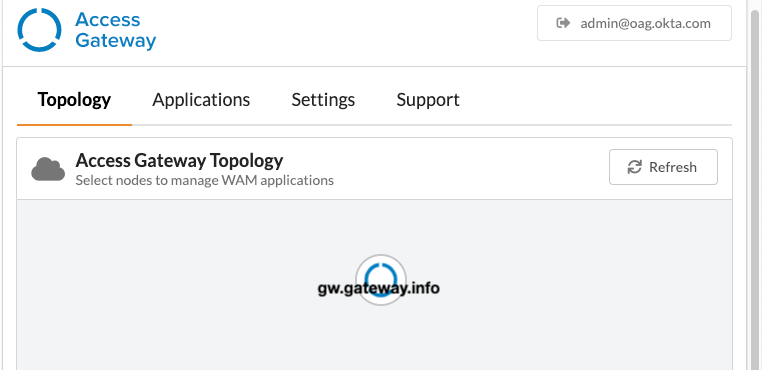 Access
Gateway
admin@oag.okta.com
Topology
Applications
Settings
Support
Access Gateway Topology
Refresh
Select nodes to manage WAM applications
gw.gateway.info